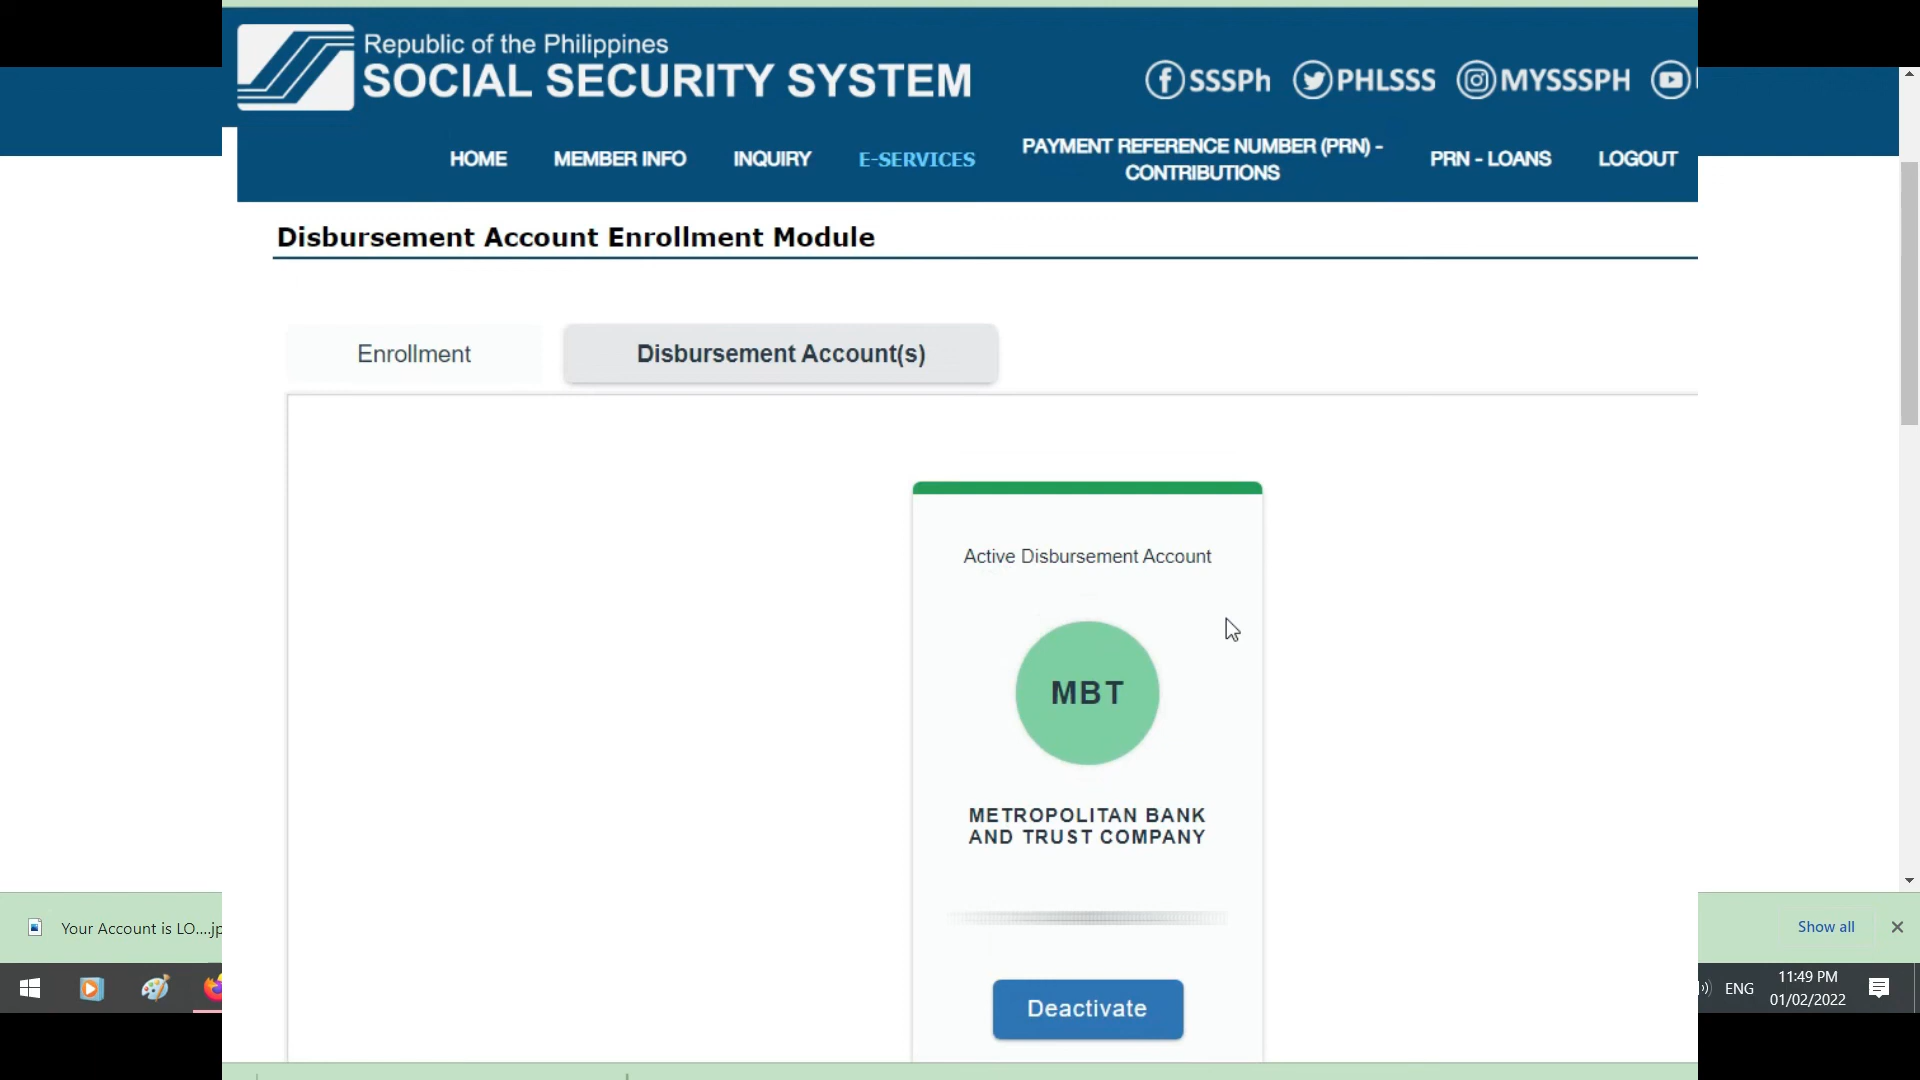 Republic of the Philippines
SOCIAL SECURITY SYSTEM
SSSPh
PHLSSS
MYSSSPH
HOME
MEMBER INFO
INQUIRY
E-SERVICES
PAYMENT REFERENCE NUMBER (PRN) -
CONTRIBUTIONS
PRN - LOANS
LOGOUT
Disbursement Account Enrollment Module
Enrollment
Disbursement Account(s)
Active Disbursement Account
MBT
METROPOLITAN BANK
AND TRUST COMPANY
Deactivate
Your Account is LO....jp
Show all
ENG
11:49 PM
01/02/2022